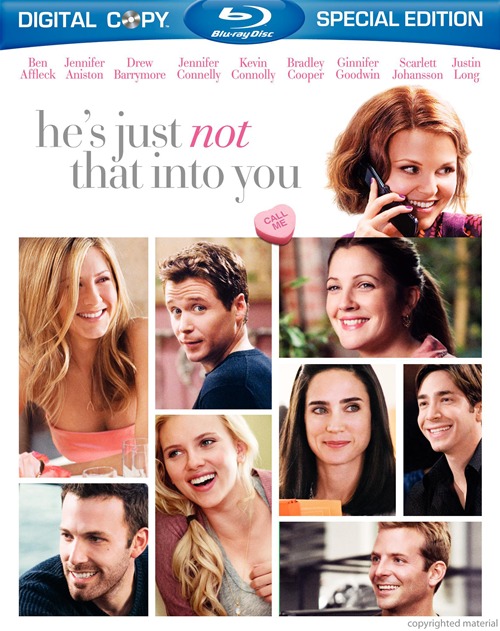 DIGITAL COPY
Blu-ray Disc
SPECIAL EDITION
Ben Jennifer Drew Jennifer Kevin Bradley Ginnifer Scarlett Justin
Affleck Aniston Barrymore Connelly Connolly Cooper Goodwin Johansson Long
he's just not
that into you
CALL
ME
copyrighted material